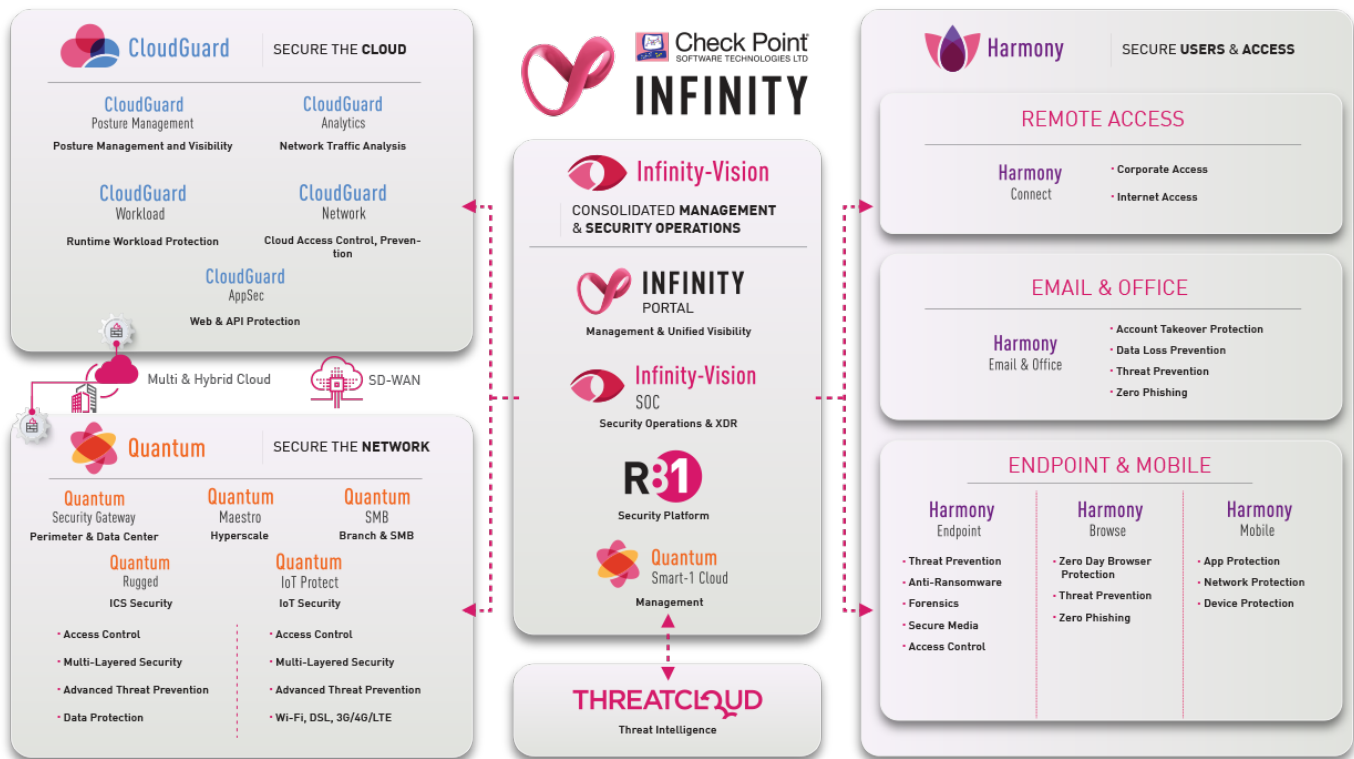 CloudGuard
SECURE THE CLOUD
CloudGuard
Posture Management
Posture Management and Visibility
CloudGuard
Analytics
Network Traffic Analysis
CloudGuard
Workload
Runtime Workload Protection
CloudGuard
Network
Cloud Access Control, Preven-
tion
CloudGuard
AppSec
Web & API Protection
Multi & Hybrid Cloud
SD-WAN
Quantum
SECURE THE NETWORK
Quantum
Security Gateway
Perimeter & Data Center
Quantum
Maestro
Hyperscale
Quantum
SMB
Branch & SMB
Quantum
Rugged
ICS Security
Quantum
IoT Protect
IoT Security
• Access Control
• Multi-Layered Security
• Advanced Threat Prevention
• Data Protection
• Access Control
• Multi-Layered Security
• Advanced Threat Prevention
• Wi-Fi, DSL, 3G/4G/LTE
Check Point
SOFTWARE TECHNOLOGIES LTD
INFINITY
Infinity-Vision
CONSOLIDATED MANAGEMENT
& SECURITY OPERATIONS
INFINITY
PORTAL
Management & Unified Visibility
Infinity-Vision
SOC
Security Operations & XDR
R81
Security Platform
Quantum
Smart-1 Cloud
Management
THREATCLOUD
Threat Intelligence
Harmony
SECURE USERS & ACCESS
REMOTE ACCESS
Harmony
Connect
• Corporate Access
• Internet Access
EMAIL & OFFICE
Harmony
Email & Office
• Account Takeover Protection
• Data Loss Prevention
• Threat Prevention
• Zero Phishing
ENDPOINT & MOBILE
Harmony
Endpoint
• Threat Prevention
• Anti-Ransomware
• Forensics
• Secure Media
• Access Control
Harmony
Browse
• Zero Day Browser
Protection
• Threat Prevention
• Zero Phishing
Harmony
Mobile
• App Protection
• Network Protection
• Device Protection